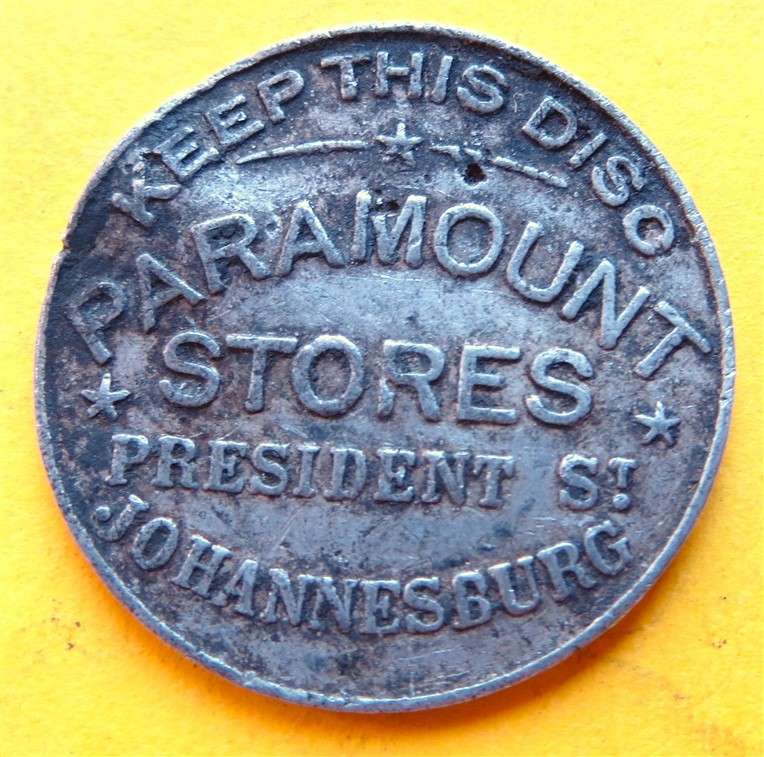 KEEP THIS DISC
PARAMOUNT
STORES
PRESIDENT ST
JOHANNESBURG